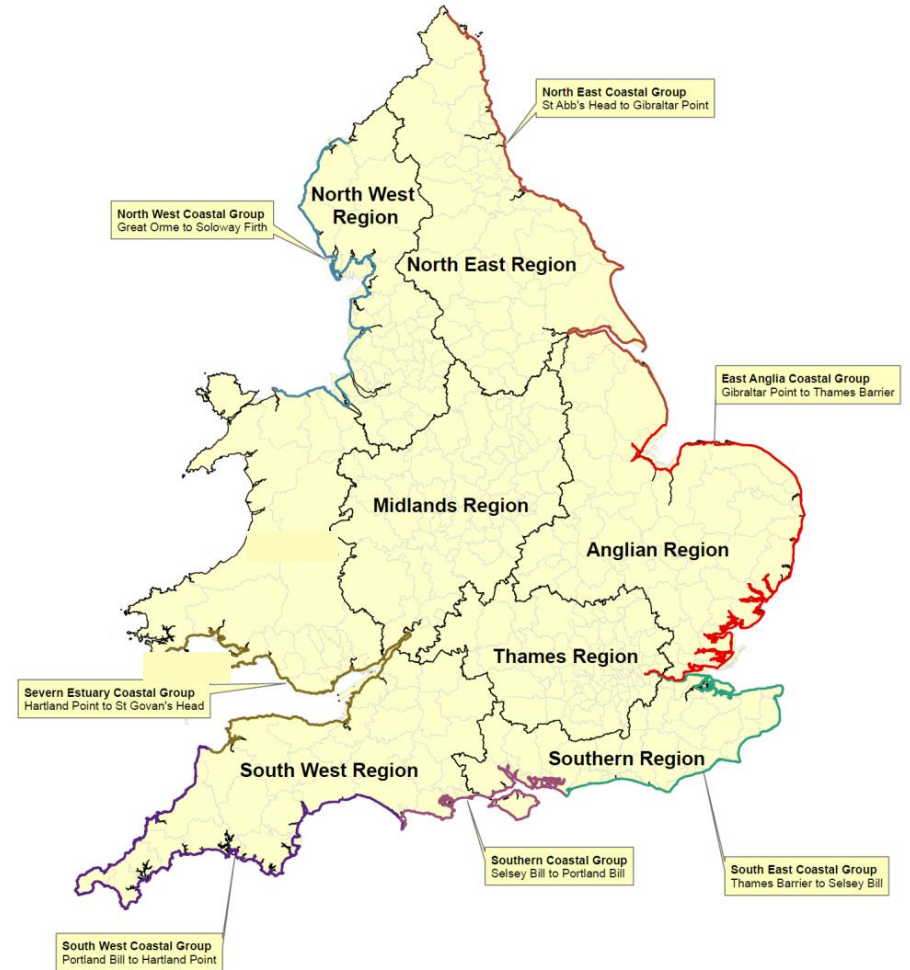 North East Coastal Group
St Abb's Head to Gibraltar Point
North West
Region
North West Coastal Group
Great Orme to Soloway Firth
North East Region
East Anglia Coastal Group
Gibraltar Point to Thames Barrier
Midlands Region
Anglian Region
Thames Region
Severn Estuary Coastal Group
Hartland Point to St Govan's Head
Southern Region
South West Region
Southern Coastal Group
Selsey Bill to Portland Bill
South East Coastal Group
Thames Barrier to Selsey Bill
South West Coastal Group
Portland Bill to Hartland Point